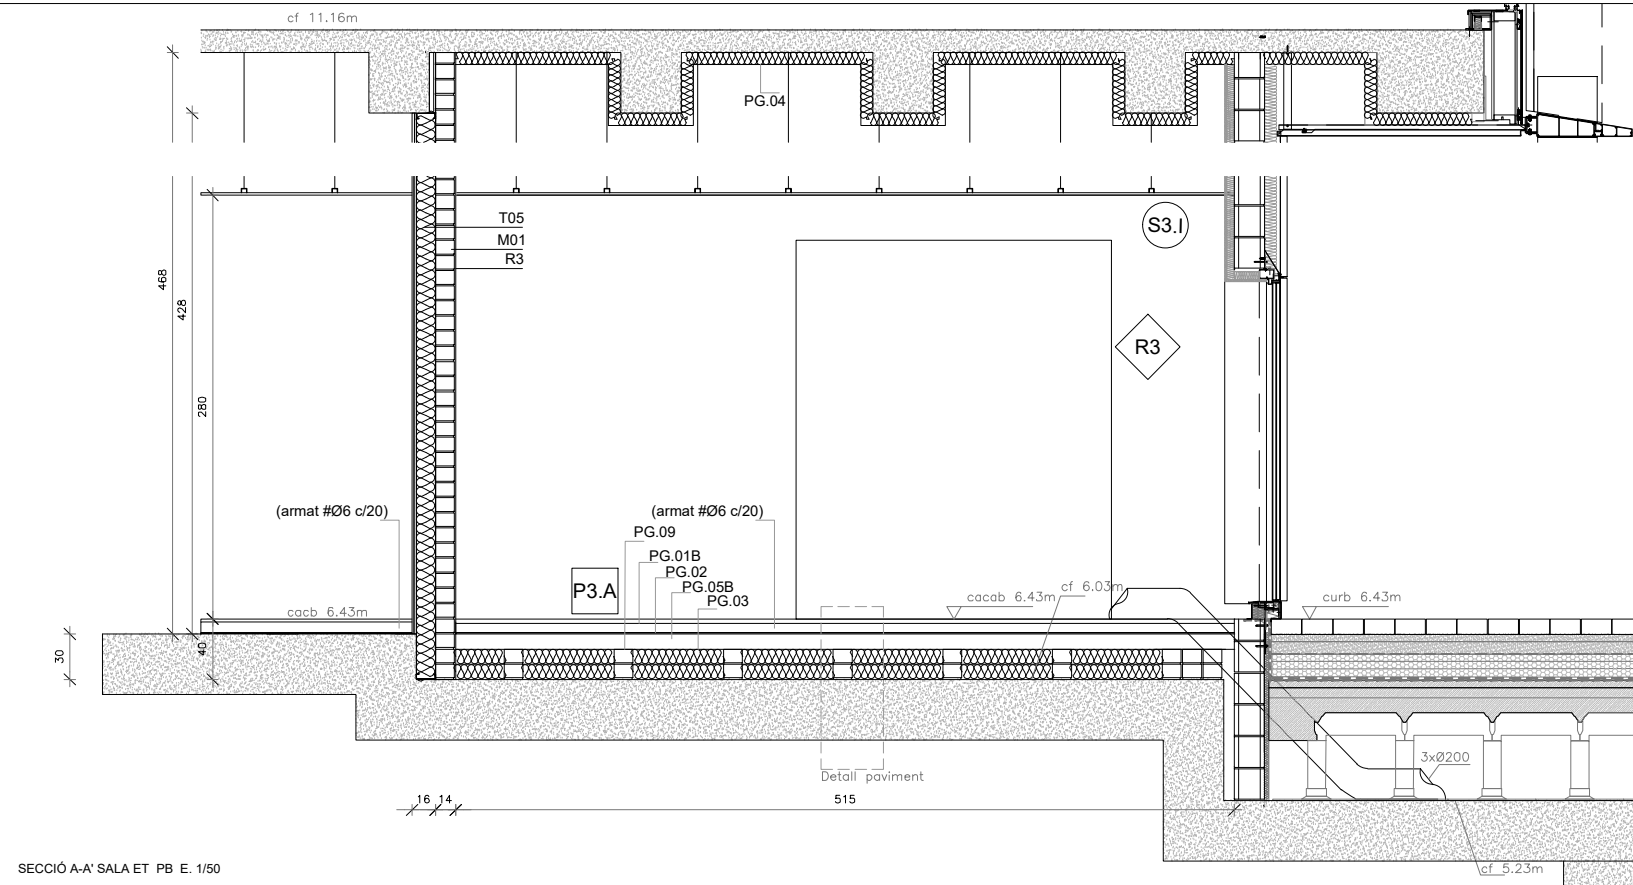 cf 11.16m
PG.04
T05
M01
R3
S3.I
R3
468
428
280
(armat #Ø6 c/20)
(armat #Ø6 c/20)
PG.09
PG.01B
PG.02
PG.05B
PG.03
P3.A
cacb 6.43m
cacab 6.43m
cf 6.03m
curb 6.43m
30
40
3xØ200
Detall paviment
16
14
515
cf 5.23m
SECCIÓ A-A' SALA ET PB E. 1/50